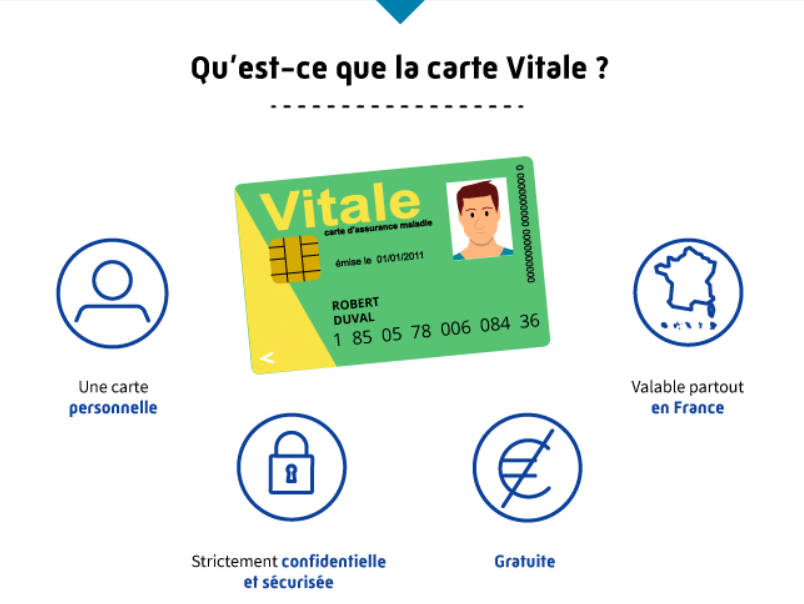 Qu'est-ce que la carte Vitale ?
Vitale
carte d'assurance maladie
émise le 01/01/2011
ROBERT
DUVAL
1 85 05 78 006 084 36
0000000000 0000000000 0
Une carte
personnelle
Valable partout
en France
Strictement confidentielle
et sécurisée
Gratuite